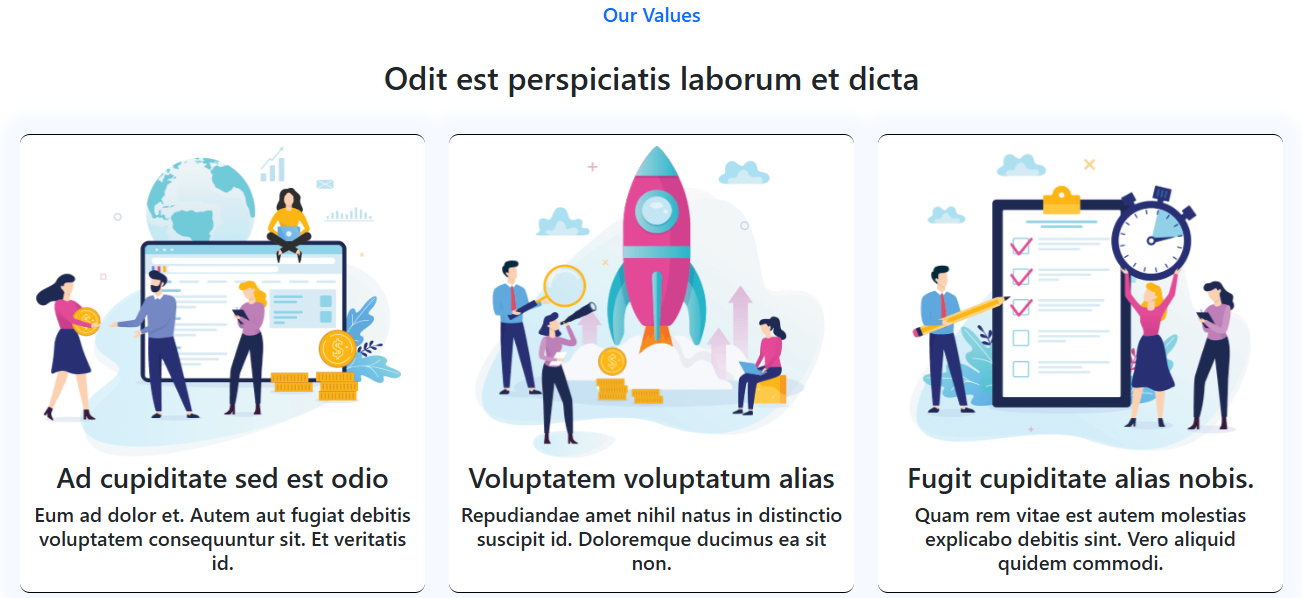 Our Values
Odit est perspiciatis laborum et dicta
Ad cupiditate sed est odio
Eum ad dolor et. Autem aut fugiat debitis
voluptatem consequuntur sit. Et veritatis
id.
Voluptatem voluptatum alias
Repudiandae amet nihil natus in distinctio
suscipit id. Doloremque ducimus ea sit
non.
Fugit cupiditate alias nobis.
Quam rem vitae est autem molestias
explicabo debitis sint. Vero aliquid
quidem commodi.